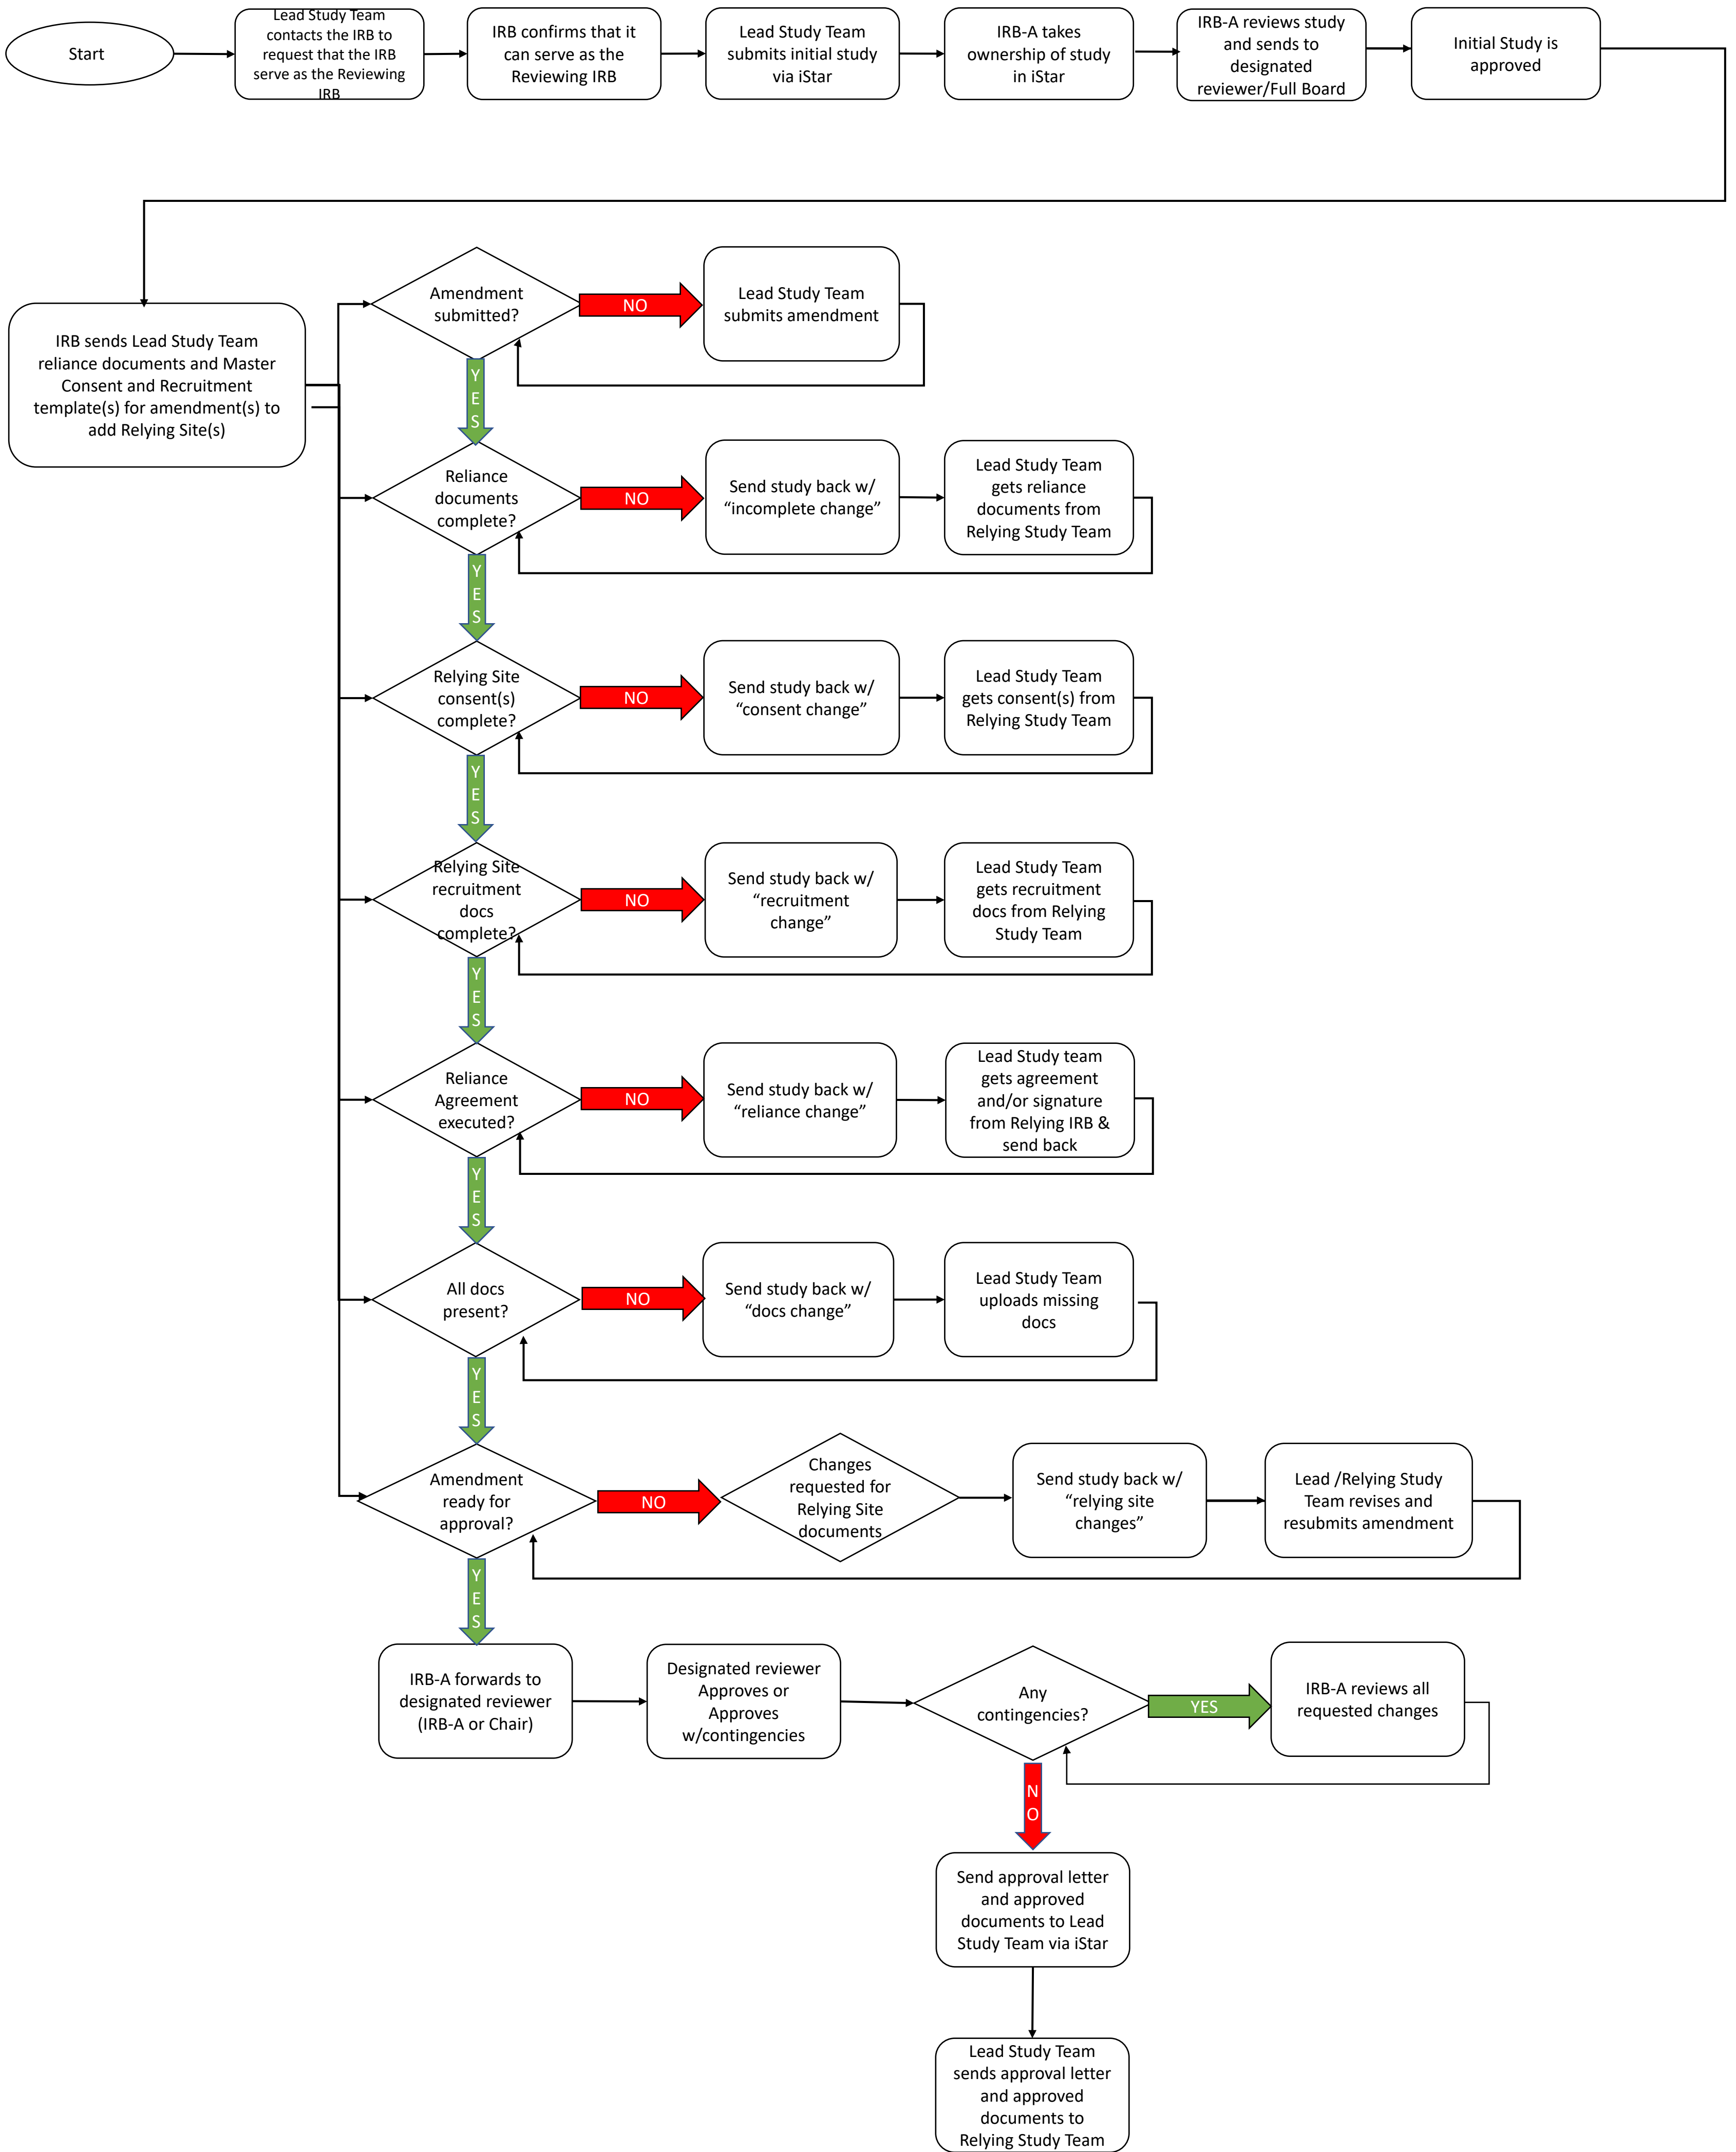 Start
Lead Study Team
contacts the IRB to
request that the IRB
serve as the Reviewing
IRB
IRB confirms that it
can serve as the
Reviewing IRB
Lead Study Team
submits initial study
via iStar
IRB-A takes
ownership of study
in iStar
IRB-A reviews study
and sends to
designated
reviewer/Full Board
Initial Study is
approved
IRB sends Lead Study Team
reliance documents and Master
Consent and Recruitment
template(s) for amendment(s) to
add Relying Site(s)
Amendment
submitted?
NO
Lead Study Team
submits amendment
YES
Reliance
documents
complete?
NO
Send study back w/
“incomplete change”
Lead Study Team
gets reliance
documents from
Relying Study Team
YES
Relying Site
consent(s)
complete?
NO
Send study back w/
“consent change”
Lead Study Team
gets consent(s) from
Relying Study Team
YES
Relying Site
recruitment
docs
complete?
NO
Send study back w/
“recruitment
change”
Lead Study Team
gets recruitment
docs from Relying
Study Team
YES
Reliance
Agreement
executed?
NO
Send study back w/
“reliance change”
Lead Study team
gets agreement
and/or signature
from Relying IRB &
send back
YES
All docs
present?
NO
Send study back w/
“docs change”
Lead Study Team
uploads missing
docs
YES
Amendment
ready for
approval?
NO
Changes
requested for
Relying Site
documents
Send study back w/
“relying site
changes”
Lead /Relying Study
Team revises and
resubmits amendment
YES
IRB-A forwards to
designated reviewer
(IRB-A or Chair)
Designated reviewer
Approves or
Approves
w/contingencies
Any
contingencies?
YES
IRB-A reviews all
requested changes
NO
Send approval letter
and approved
documents to Lead
Study Team via iStar
Lead Study Team
sends approval letter
and approved
documents to
Relying Study Team